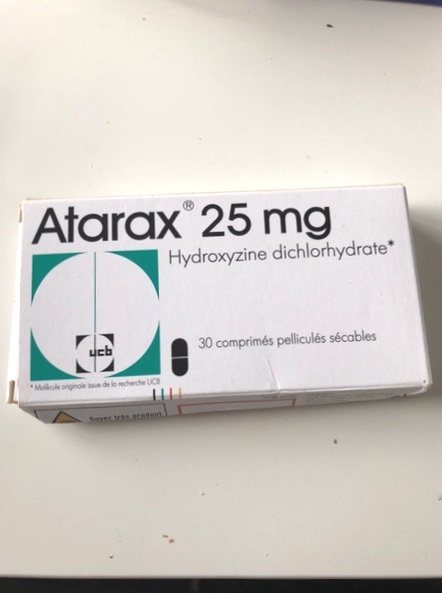 Atarax® 25 mg
Hydroxyzine dichlorhydrate*
ucb
30 comprimés pelliculés sécables
* Molécule originale issue de la recherche UCB
Soyez très prudent